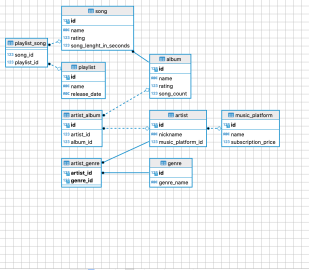 song
id
name
rating
song_lenght_in_seconds
playlist_song
song_id
playlist_id
playlist
id
name
release_date
album
id
name
rating
song_count
artist_album
id
artist_id
album_id
artist
id
nickname
music_platform_id
music_platform
id
name
subscription_price
artist_genre
artist_id
genre_id
genre
id
genre_name